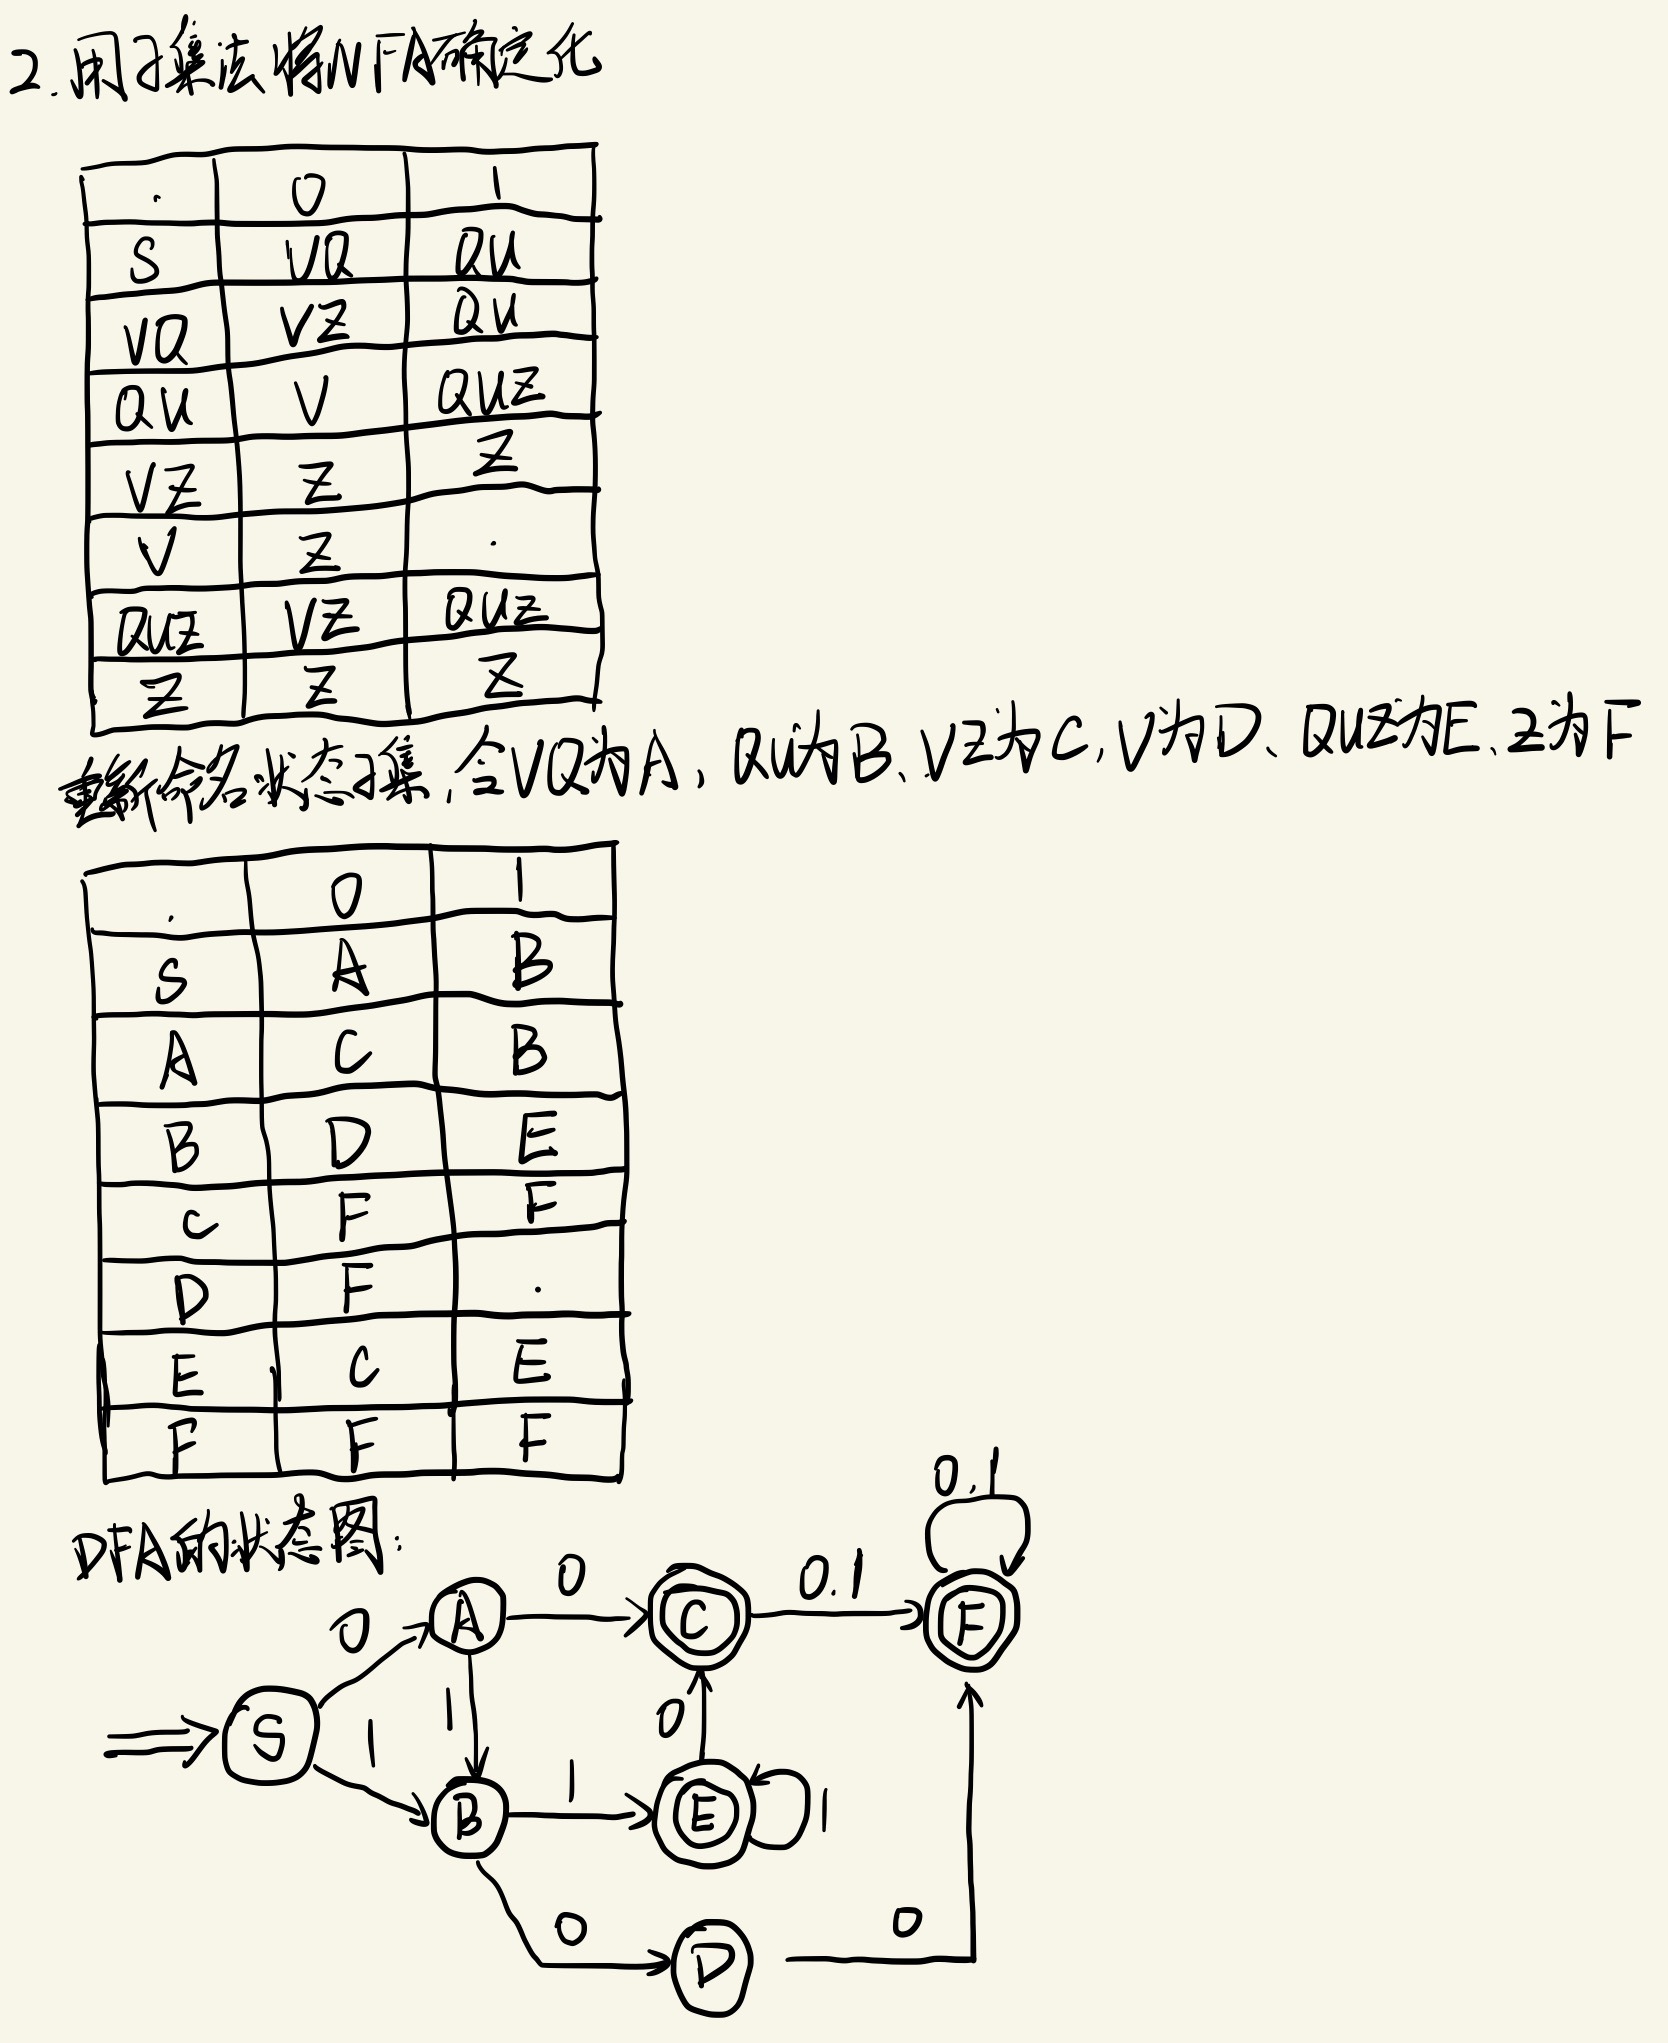 2. 用子集法将NFA确定化
. 0 1
S VQ QU
VQ VZ QU
QU V QUZ
VZ Z Z
V Z .
QUZ VZ QUZ
Z Z Z
重新命名状态子集,令VQ为A, QU为B、VZ为C, V为D、QUZ为E、Z为F
. 0 1
S A B
A C B
B D E
C F F
D F .
E C E
F F F
DFA的状态图:
0,1
0
0.1
0
A
C
F
S
1
1
0
B
1
E
1
0
D
0